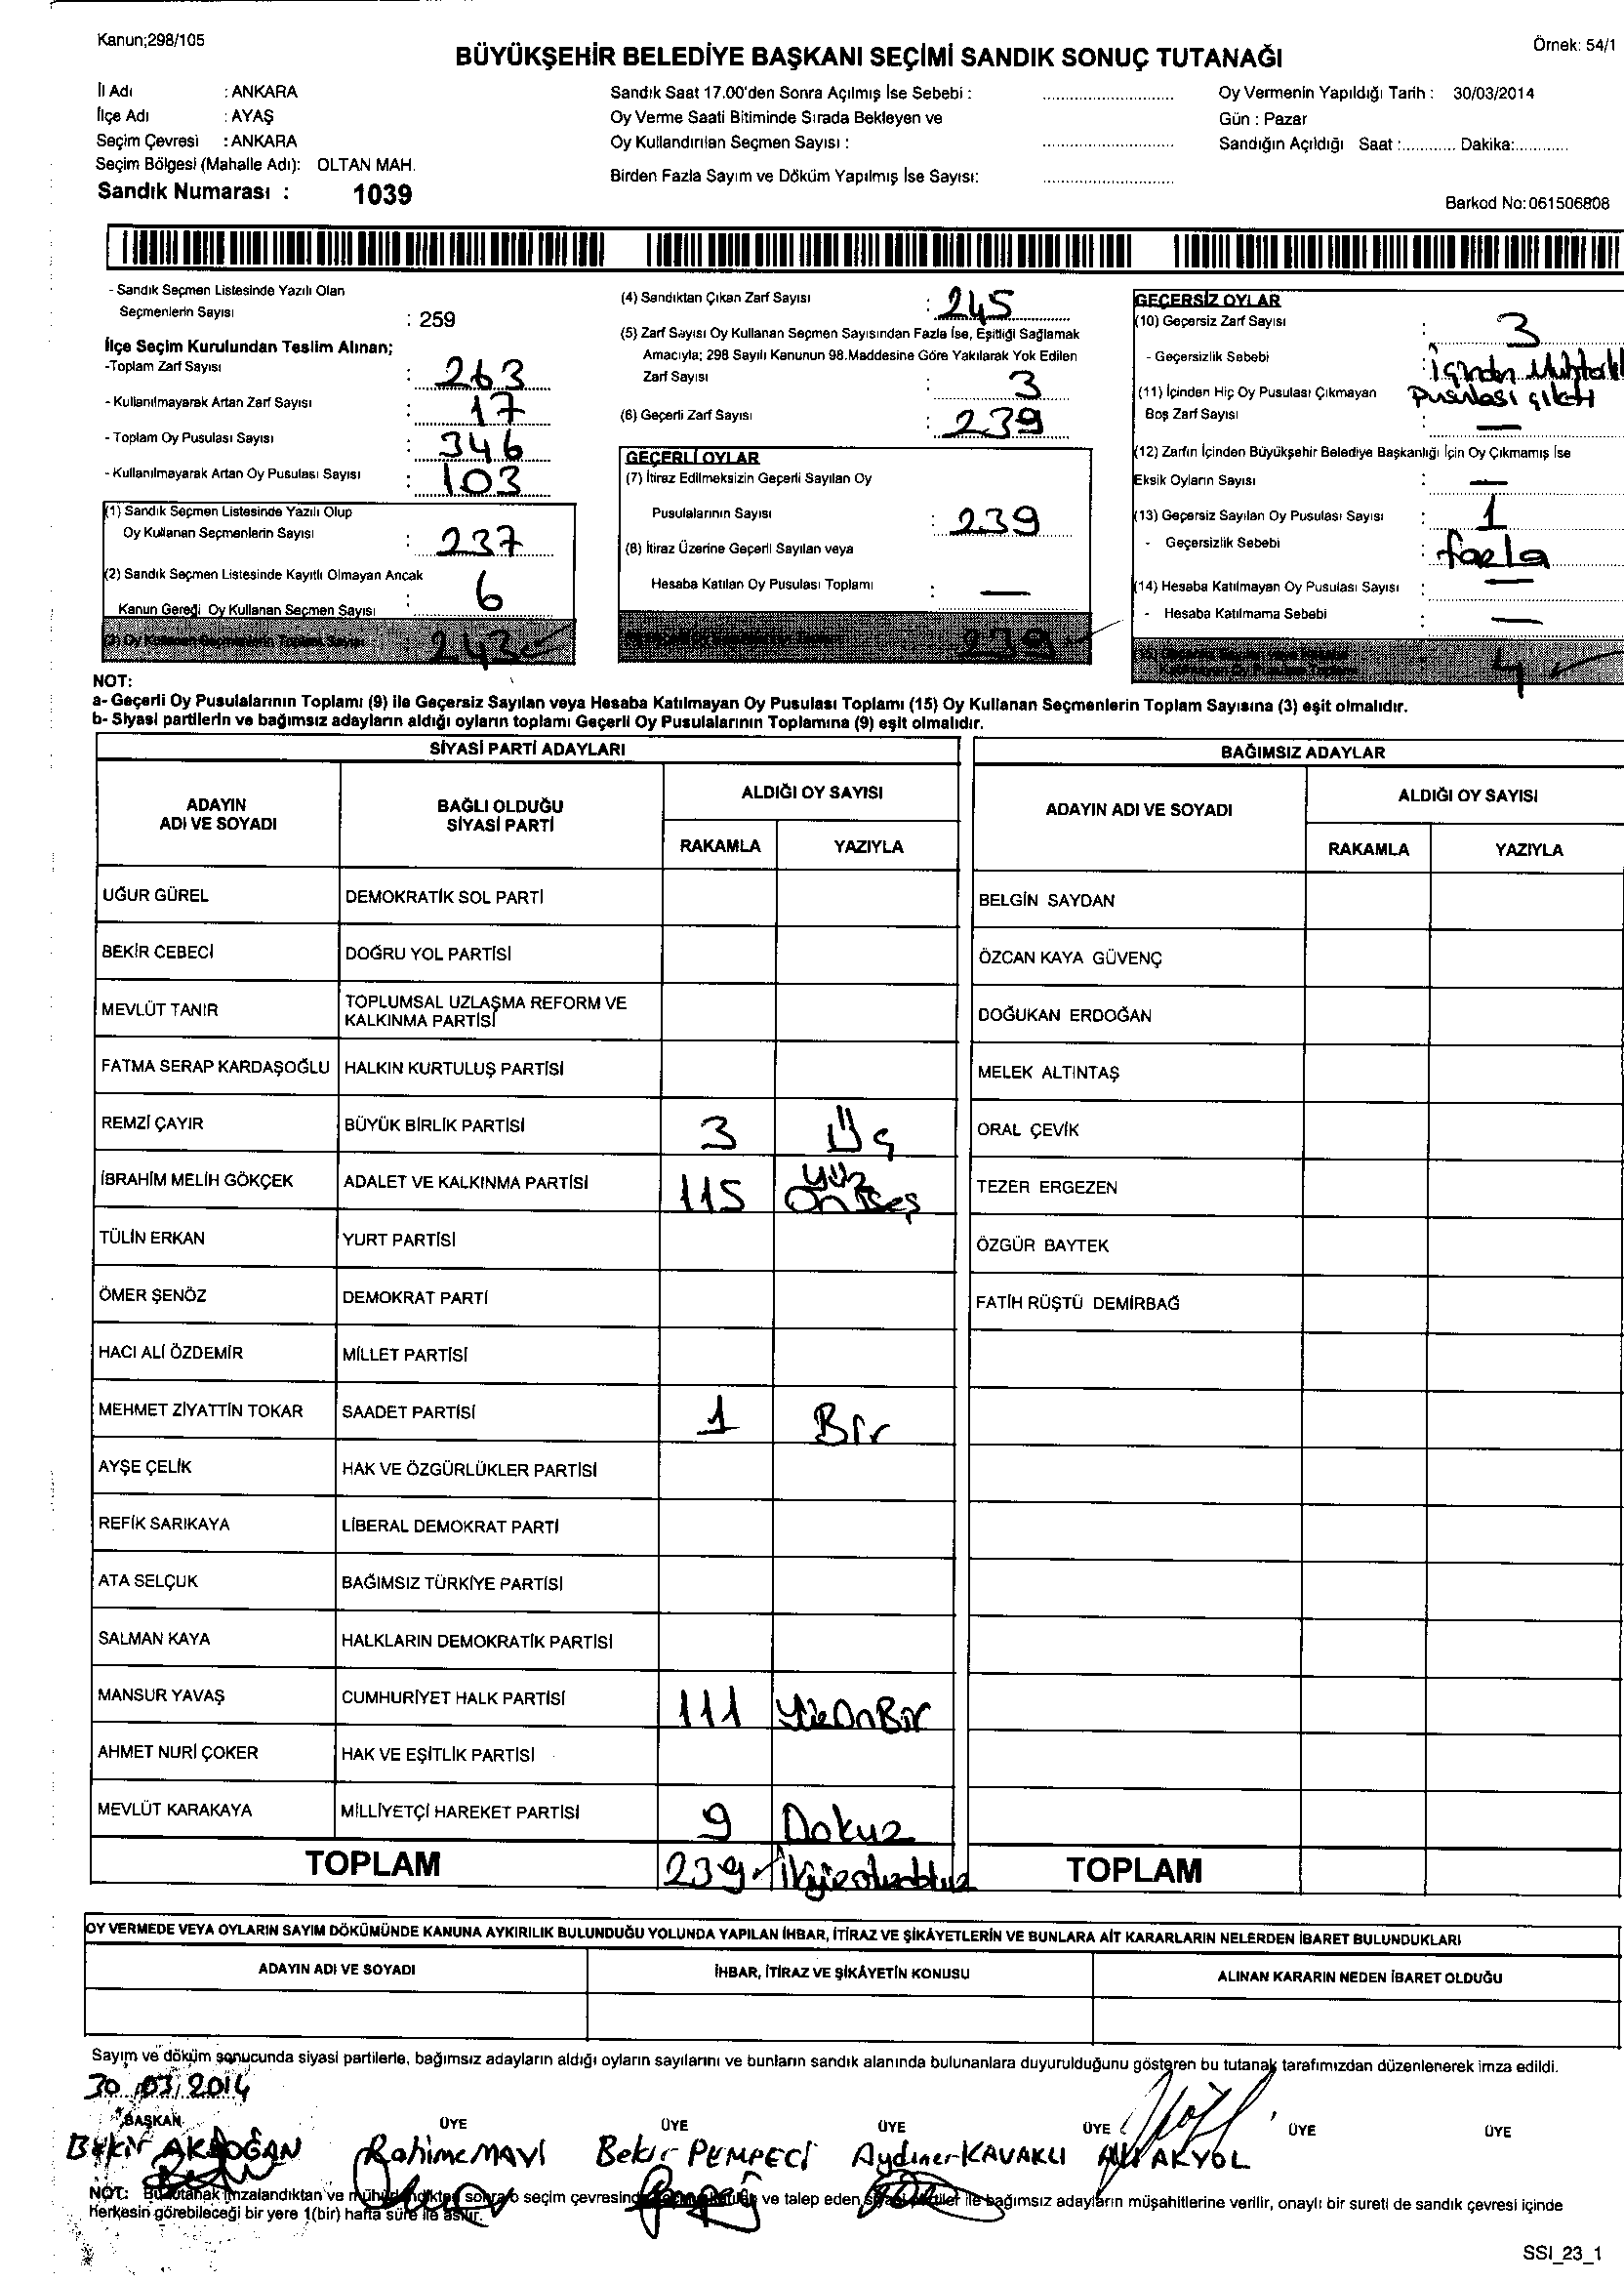 Kanun;298/105
Örnek: 54/1
BÜYÜKŞEHİR BELEDİYE BAŞKANI SEÇİMİ SANDIK SONUÇ TUTANAĞI
İl Adı : ANKARA
İlçe Adı : AYAŞ
Seçim Çevresi : ANKARA
Seçim Bölgesi (Mahalle Adı): OLTAN MAH.
Sandık Numarası : 1039
Sandık Saat 17.00'den Sonra Açılmış İse Sebebi :
Oy Verme Saati Bitiminde Sırada Bekleyen ve
Oy Kullandırılan Seçmen Sayısı :
Birden Fazla Sayım ve Döküm Yapılmış İse Sayısı:
Oy Vermenin Yapıldığı Tarih : 30/03/2014
Gün : Pazar
Sandığın Açıldığı Saat :............ Dakika:...........
Barkod No:061506808
- Sandık Seçmen Listesinde Yazılı Olan
Seçmenlerin Sayısı : 259
İlçe Seçim Kurulundan Teslim Alınan;
-Toplam Zarf Sayısı : 263
- Kullanılmayarak Artan Zarf Sayısı : 17
- Toplam Oy Pusulası Sayısı : 346
- Kullanılmayarak Artan Oy Pusulası Sayısı : 103
(1) Sandık Seçmen Listesinde Yazılı Olup
Oy Kullanan Seçmenlerin Sayısı : 237
(2) Sandık Seçmen Listesinde Kayıtlı Olmayan Ancak
Kanun Gereği Oy Kullanan Seçmen Sayısı : 6
(3) Oy Kullanan Seçmenlerin Toplam Sayısı : 243
(4) Sandıktan Çıkan Zarf Sayısı : 245
(5) Zarf Sayısı Oy Kullanan Seçmen Sayısından Fazla İse, Eşitliği Sağlamak
Amacıyla; 298 Sayılı Kanunun 98.Maddesine Göre Yakılarak Yok Edilen
Zarf Sayısı : 3
(6) Geçerli Zarf Sayısı : 239
GEÇERLİ OYLAR
(7) İtiraz Edilmeksizin Geçerli Sayılan Oy
Pusulalarının Sayısı : 239
(8) İtiraz Üzerine Geçerli Sayılan veya
Hesaba Katılan Oy Pusulası Toplamı : —
239
GEÇERSİZ OYLAR
(10) Geçersiz Zarf Sayısı : 3
- Geçersizlik Sebebi : İçinden Muhtarlık
pusulası çıktı
(11) İçinden Hiç Oy Pusulası Çıkmayan
Boş Zarf Sayısı : —
(12) Zarfın İçinden Büyükşehir Belediye Başkanlığı İçin Oy Çıkmamış İse
Eksik Oyların Sayısı : —
(13) Geçersiz Sayılan Oy Pusulası Sayısı : 1
- Geçersizlik Sebebi : fazla
(14) Hesaba Katılmayan Oy Pusulası Sayısı : —
- Hesaba Katılmama Sebebi : —
4
NOT:
a- Geçerli Oy Pusulalarının Toplamı (9) ile Geçersiz Sayılan veya Hesaba Katılmayan Oy Pusulası Toplamı (15) Oy Kullanan Seçmenlerin Toplam Sayısına (3) eşit olmalıdır.
b- Siyasi partilerin ve bağımsız adayların aldığı oyların toplamı Geçerli Oy Pusulalarının Toplamına (9) eşit olmalıdır.
SİYASİ PARTİ ADAYLARI
ADAYIN ADI VE SOYADI BAĞLI OLDUĞU SİYASİ PARTİ ALDIĞI OY SAYISI
RAKAMLA YAZIYLA
UĞUR GÜREL DEMOKRATİK SOL PARTİ
BEKİR CEBECİ DOĞRU YOL PARTİSİ
MEVLÜT TANIR TOPLUMSAL UZLAŞMA REFORM VE
KALKINMA PARTİSİ
FATMA SERAP KARDAŞOĞLU HALKIN KURTULUŞ PARTİSİ
REMZİ ÇAYIR BÜYÜK BİRLİK PARTİSİ 3 Üç
İBRAHİM MELİH GÖKÇEK ADALET VE KALKINMA PARTİSİ 115 Yüz
On Beş
TÜLİN ERKAN YURT PARTİSİ
ÖMER ŞENÖZ DEMOKRAT PARTİ
HACI ALİ ÖZDEMİR MİLLET PARTİSİ
MEHMET ZİYATTİN TOKAR SAADET PARTİSİ 1 Bir
AYŞE ÇELİK HAK VE ÖZGÜRLÜKLER PARTİSİ
REFİK SARIKAYA LİBERAL DEMOKRAT PARTİ
ATA SELÇUK BAĞIMSIZ TÜRKİYE PARTİSİ
SALMAN KAYA HALKLARIN DEMOKRATİK PARTİSİ
MANSUR YAVAŞ CUMHURİYET HALK PARTİSİ 111 YüzOnBir
AHMET NURİ ÇOKER HAK VE EŞİTLİK PARTİSİ
MEVLÜT KARAKAYA MİLLİYETÇİ HAREKET PARTİSİ 9 Dokuz
TOPLAM 239 İkiyüzotuzdokuz
BAĞIMSIZ ADAYLAR
ADAYIN ADI VE SOYADI ALDIĞI OY SAYISI
RAKAMLA YAZIYLA
BELGİN SAYDAN
ÖZCAN KAYA GÜVENÇ
DOĞUKAN ERDOĞAN
MELEK ALTINTAŞ
ORAL ÇEVİK
TEZER ERGEZEN
ÖZGÜR BAYTEK
FATİH RÜŞTÜ DEMİRBAĞ
TOPLAM
OY VERMEDE VEYA OYLARIN SAYIM DÖKÜMÜNDE KANUNA AYKIRILIK BULUNDUĞU YOLUNDA YAPILAN İHBAR, İTİRAZ VE ŞİKÂYETLERİN VE BUNLARA AİT KARARLARIN NELERDEN İBARET BULUNDUKLARI
ADAYIN ADI VE SOYADI İHBAR, İTİRAZ VE ŞİKÂYETİN KONUSU ALINAN KARARIN NEDEN İBARET OLDUĞU
Sayım ve döküm sonucunda siyasi partilerle, bağımsız adayların aldığı oyların sayılarını ve bunların sandık alanında bulunanlara duyurulduğunu gösteren bu tutanak tarafımızdan düzenlenerek imza edildi.
30.03.2014
BAŞKAN ÜYE ÜYE ÜYE ÜYE ÜYE ÜYE
Bekir AKDOĞAN Rahime MAVİ Bekir PEMPECİ Aydıner KAVAKLI Ali AKYOL
NOT: Bu tutanak imzalandıktan ve mühürlendikten sonra o seçim çevresinde ve talep eden siyasi partiler ile bağımsız adayların müşahitlerine verilir, onaylı bir sureti de sandık çevresi içinde
herkesin görebileceği bir yere 1(bir) hafta süre ile asılır.
SSI_23_1